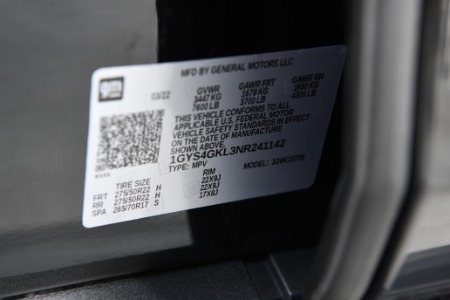 MFD BY GENERAL MOTORS LLC
gm
03/22 GVWR GAWR FRT GAWR RR
3447 KG 1678 KG 1950 KG
7600 LB 3700 LB 4300 LB
THIS VEHICLE CONFORMS TO ALL
APPLICABLE U.S. FEDERAL MOTOR
VEHICLE SAFETY STANDARDS IN EFFECT
ON THE DATE OF MANUFACTURE
SHOWN ABOVE.
1GYS4GKL3NR241142
TYPE: MPV MODEL:
TIRE SIZE RIM
FRT 275/50R22 H 22X9J
RR 275/50R22 H 22X9J
SPA 265/70R17 S 17X8J